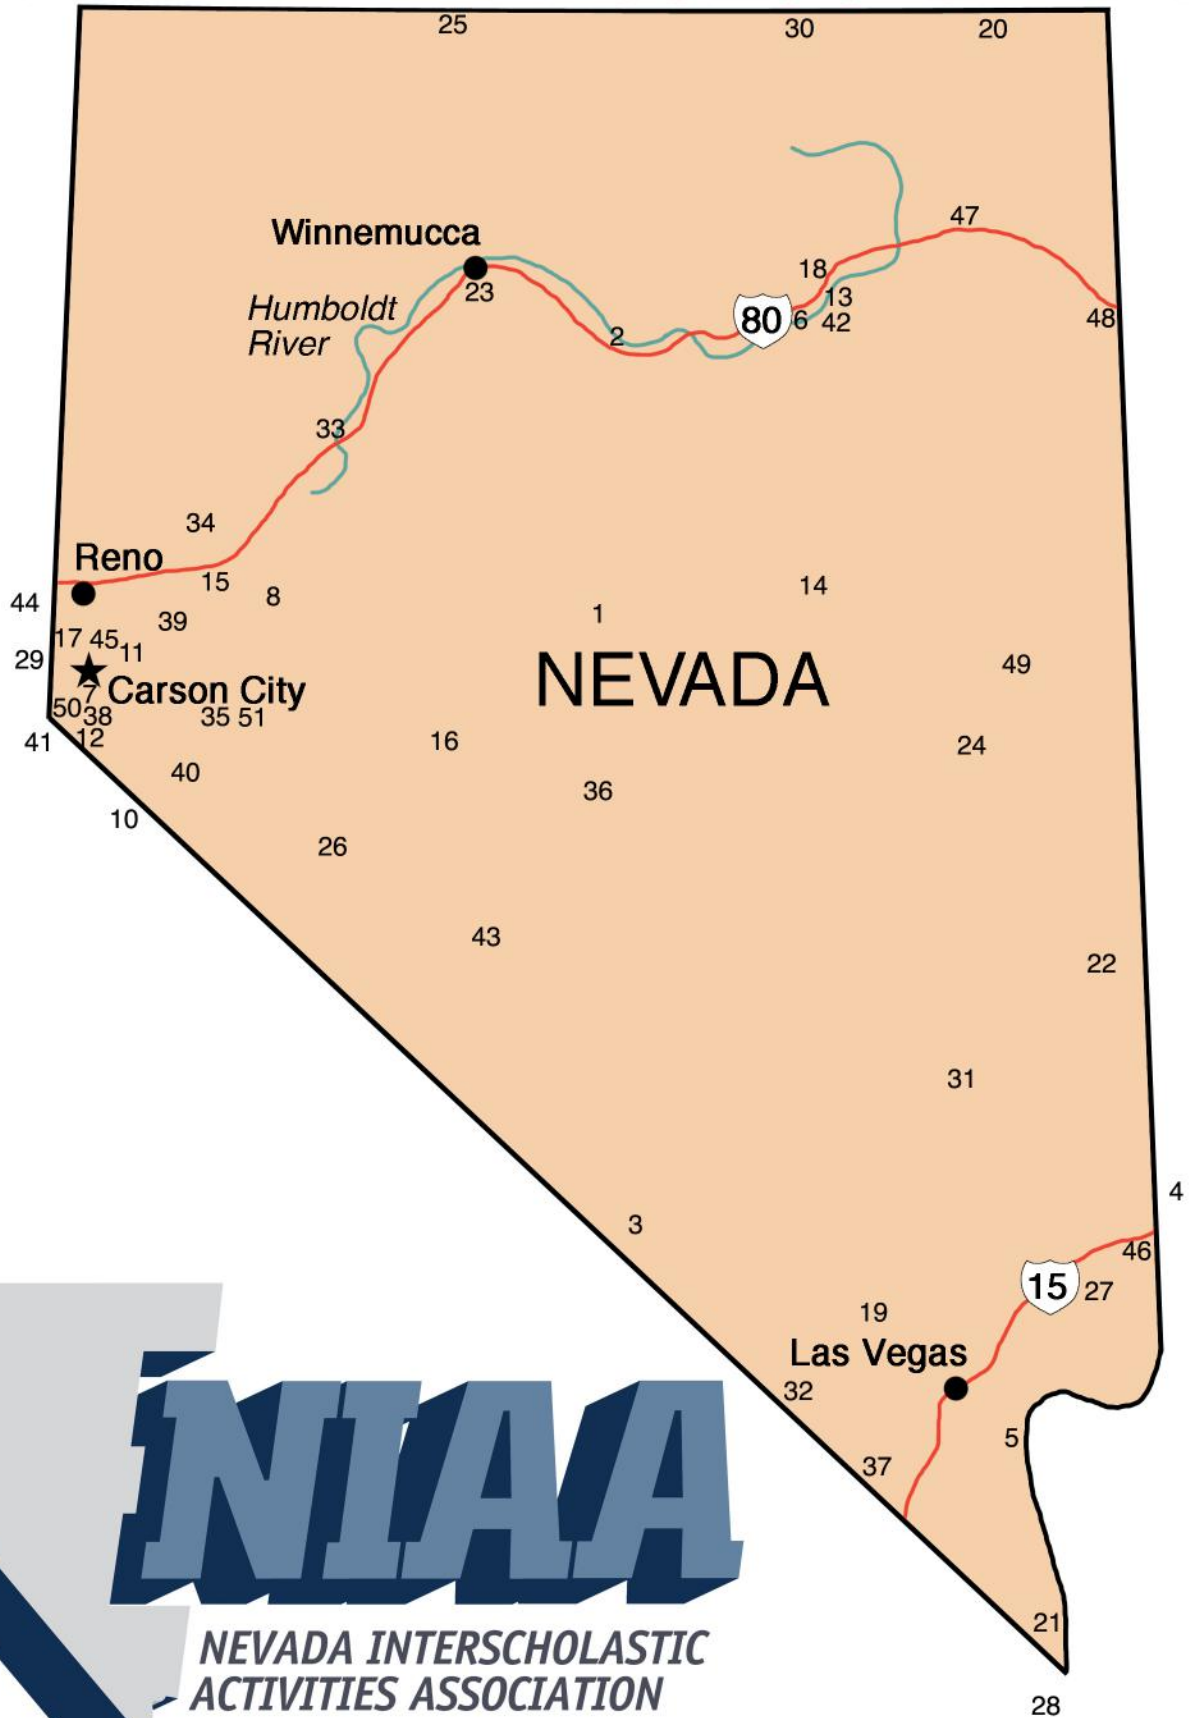 25 30 20
47
Winnemucca
18
23
13
Humboldt
River
80 6 42 48
2
33
34
Reno
15 14
44 8
39 1
17 45 11
29 49
NEVADA
7 Carson City
50 38 35 51
41 12 16 24
40
36
10
26
43
22
31
4
3
46
15 27
19
Las Vegas
32
5
37
21
28
NIAA
NEVADA INTERSCHOLASTIC
ACTIVITIES ASSOCIATION